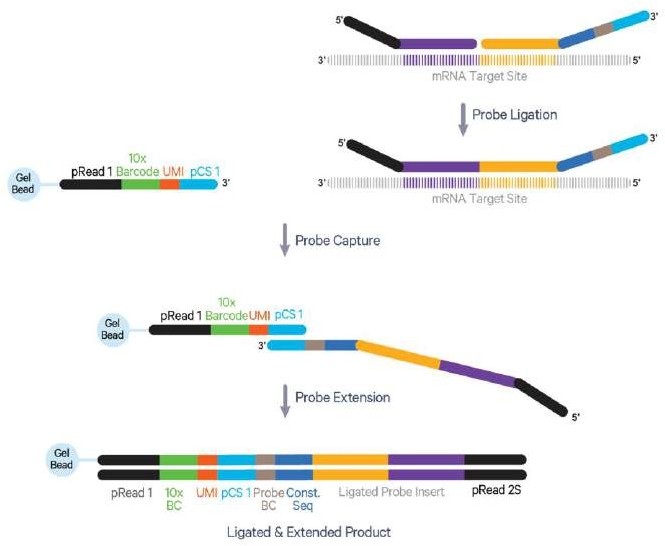 5'
3'
3'
5'
mRNA Target Site
Probe Ligation
5'
3'
10x
pRead 1 Barcode UMI pCS 1
Gel
Bead
3'
3'
5'
mRNA Target Site
Probe Capture
10x
pRead 1 Barcode UMI pCS 1
Gel
Bead
3'
5'
Probe Extension
Gel
Bead
pRead 1
10x
BC
UMI
pCS 1
Probe
BC
Const.
Seq
Ligated Probe Insert
pRead 2S
Ligated & Extended Product